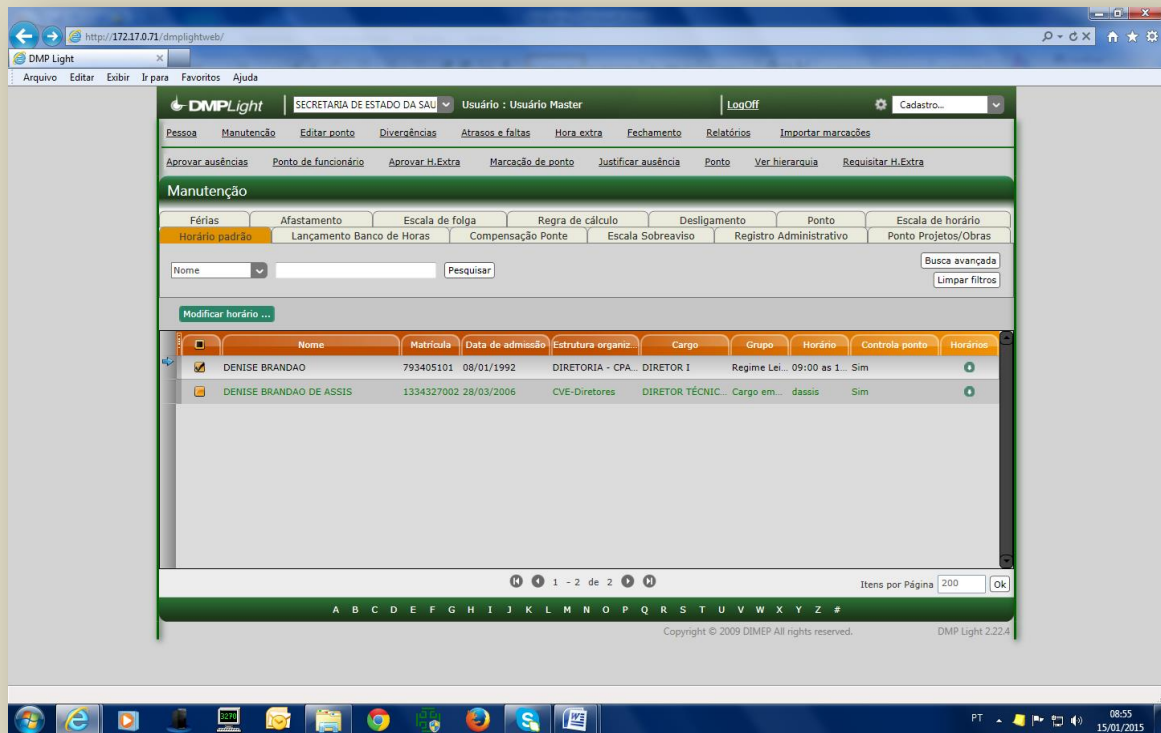 http://172.17.0.71/dmplightweb/
DMP Light
Arquivo Editar Exibir Ir para Favoritos Ajuda
DMPLight SECRETARIA DE ESTADO DA SAU Usuário : Usuário Master LogOff Cadastro...
Pessoa Manutenção Editar ponto Divergências Atrasos e faltas Hora extra Fechamento Relatórios Importar marcações
Aprovar ausências Ponto de funcionário Aprovar H.Extra Marcação de ponto Justificar ausência Ponto Ver hierarquia Requisitar H.Extra
Manutenção
Férias Afastamento Escala de folga Regra de cálculo Desligamento Ponto Escala de horário
Horário padrão Lançamento Banco de Horas Compensação Ponte Escala Sobreaviso Registro Administrativo Ponto Projetos/Obras
Busca avançada
Nome Pesquisar
Limpar filtros
Modificar horário ...
Nome Matrícula Data de admissão Estrutura organiz... Cargo Grupo Horário Controla ponto Horários
DENISE BRANDAO 793405101 08/01/1992 DIRETORIA - CPA... DIRETOR I Regime Lei... 09:00 as 1... Sim
DENISE BRANDAO DE ASSIS 1334327002 28/03/2006 CVE-Diretores DIRETOR TÉCNIC... Cargo em... dassis Sim
1 - 2 de 2 Itens por Página 200 Ok
A B C D E F G H I J K L M N O P Q R S T U V W X Y Z #
Copyright © 2009 DIMEP All rights reserved. DMP Light 2.22.4
3270
PT 08:55
15/01/2015